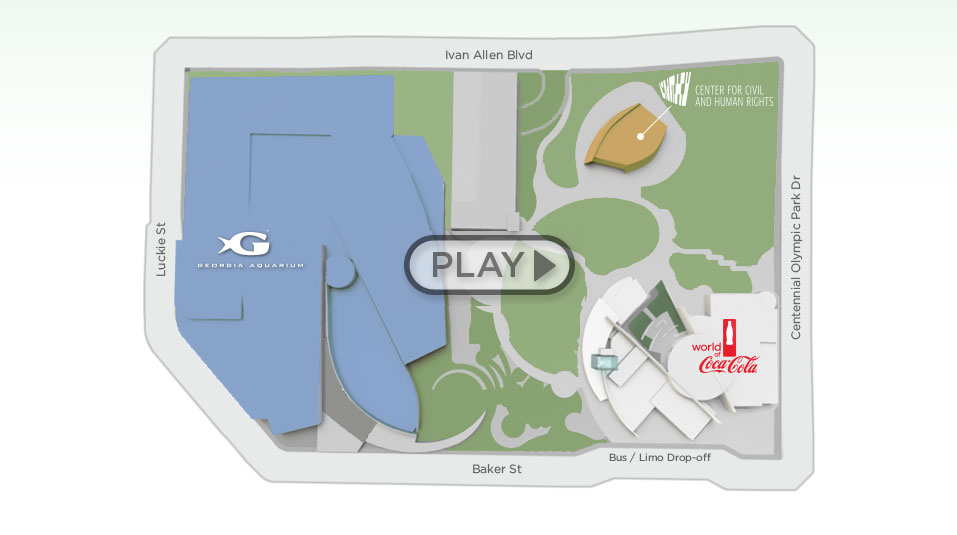 Ivan Allen Blvd
CENTER FOR CIVIL
AND HUMAN RIGHTS
Luckie St
Centennial Olympic Park Dr
G
GEORGIA AQUARIUM
PLAY
world
of
Coca-Cola
Bus / Limo Drop-off
Baker St